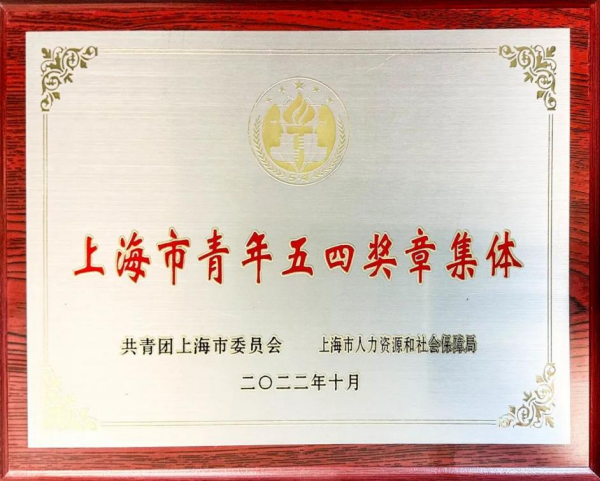 上海市青年五四奖章集体
共青团上海市委员会 上海市人力资源和社会保障局
二〇二二年十月